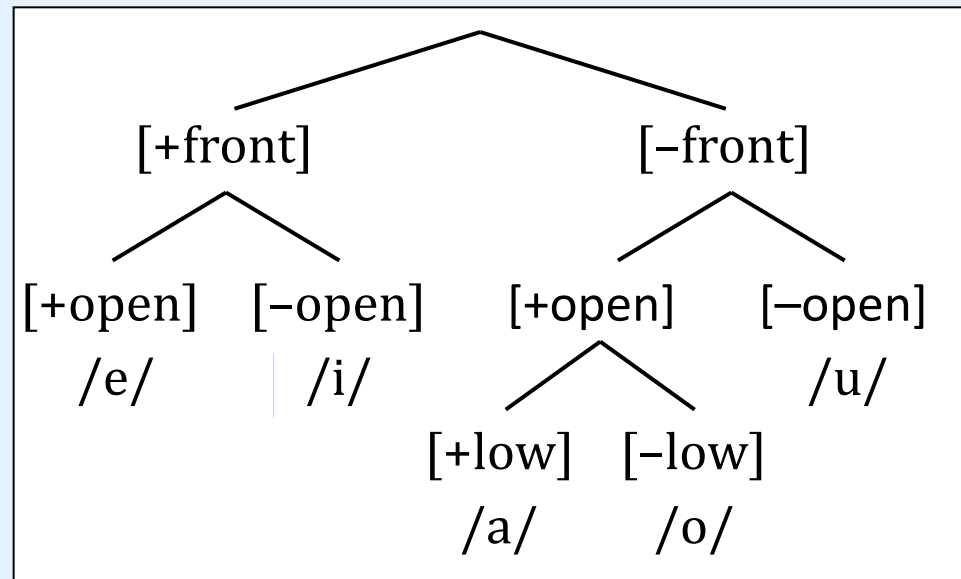 [+front] [–front]
[+open] [–open] [+open] [–open]
/e/ /i/ /u/
[+low] [–low]
/a/ /o/